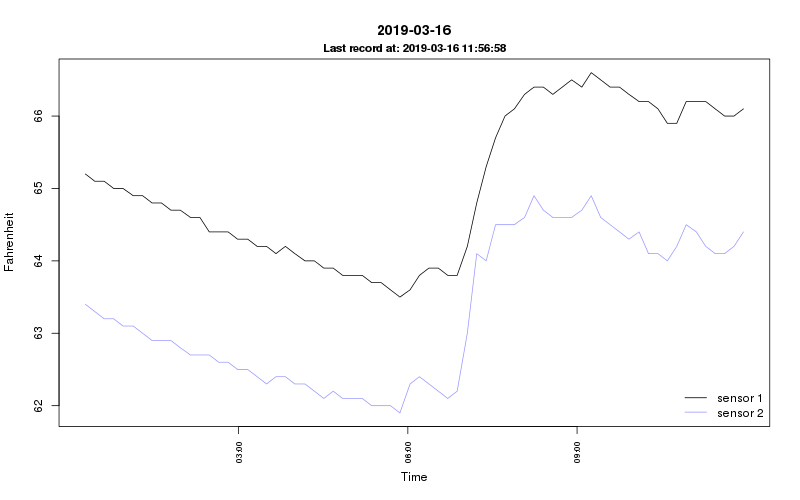 2019-03-16
Last record at: 2019-03-16 11:56:58
Fahrenheit
66
65
64
63
62
sensor 1
sensor 2
03:00
06:00
09:00
Time